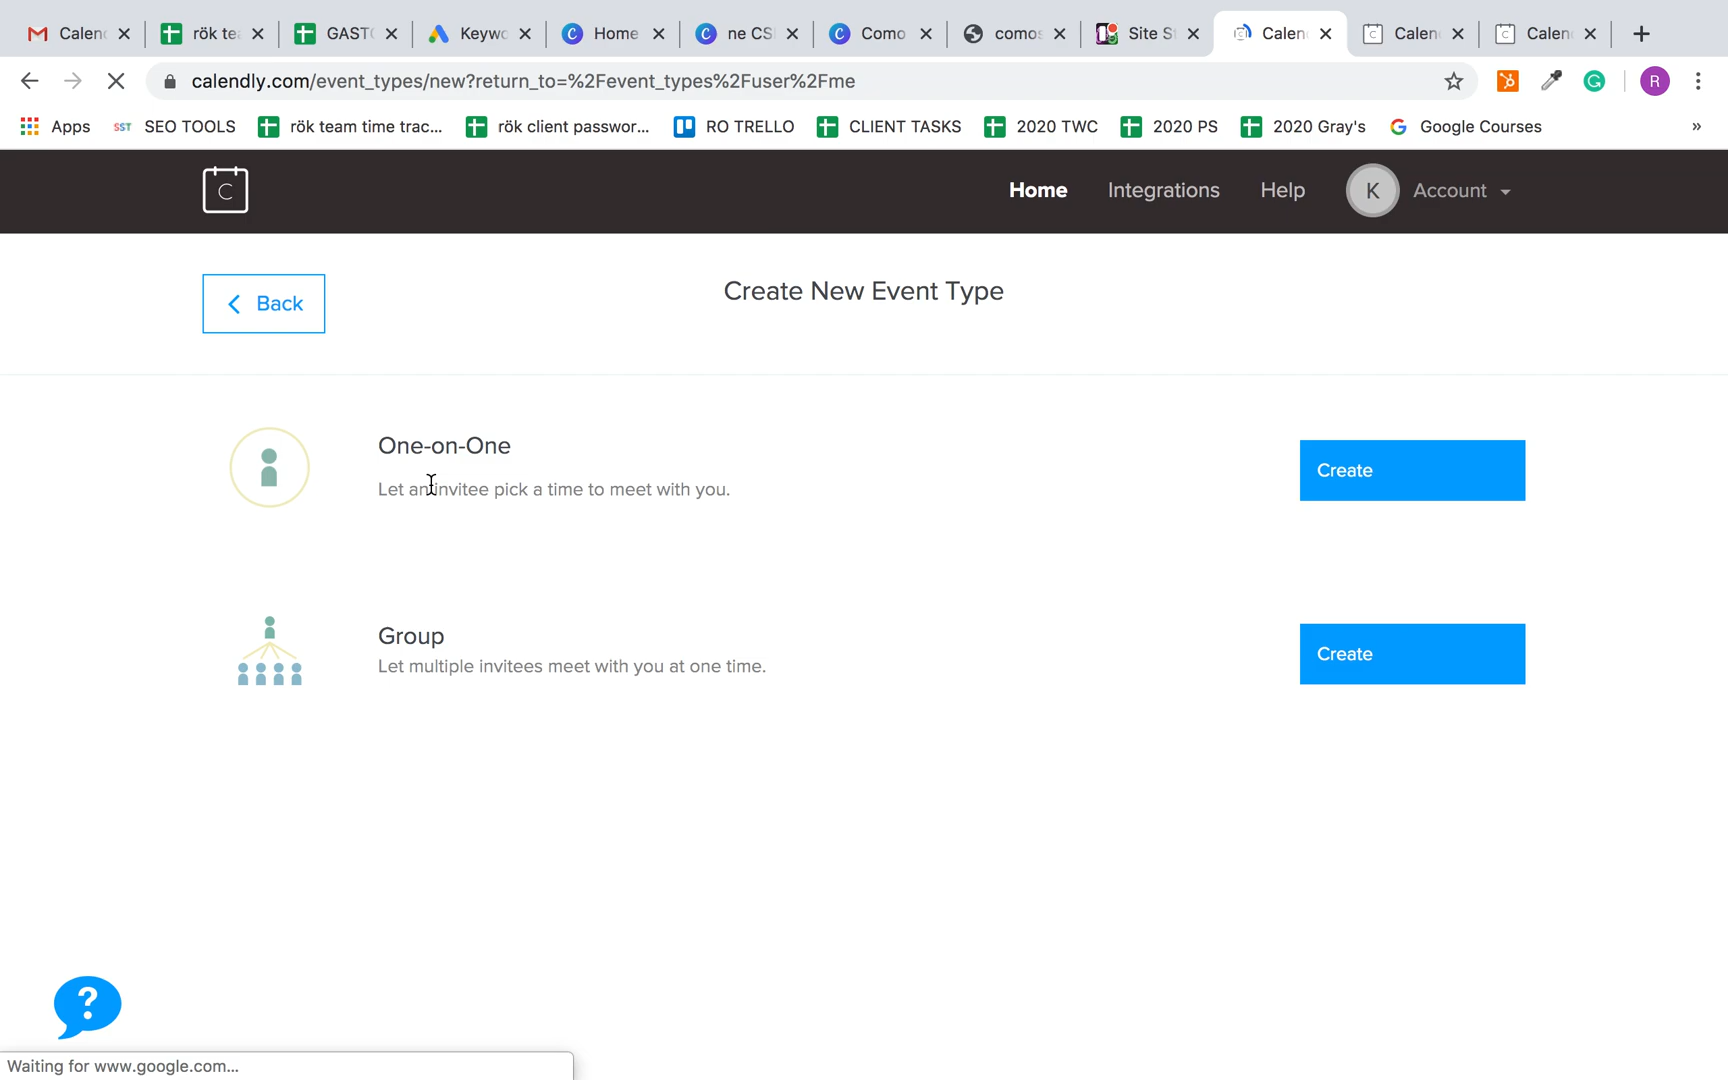 Calen
rök te
GAST
Keyw
Home
ne CS
Como
como
Site S
Calen
Calen
Calen
calendly.com/event_types/new?return_to=%2Fevent_types%2Fuser%2Fme
R
Apps
SST SEO TOOLS
rök team time trac...
rök client passwor...
RO TRELLO
CLIENT TASKS
2020 TWC
2020 PS
2020 Gray's
Google Courses
»
C
Home
Integrations
Help
K
Account
Back
Create New Event Type
One-on-One
Let an invitee pick a time to meet with you.
Create
Group
Let multiple invitees meet with you at one time.
Create
?
Waiting for www.google.com...